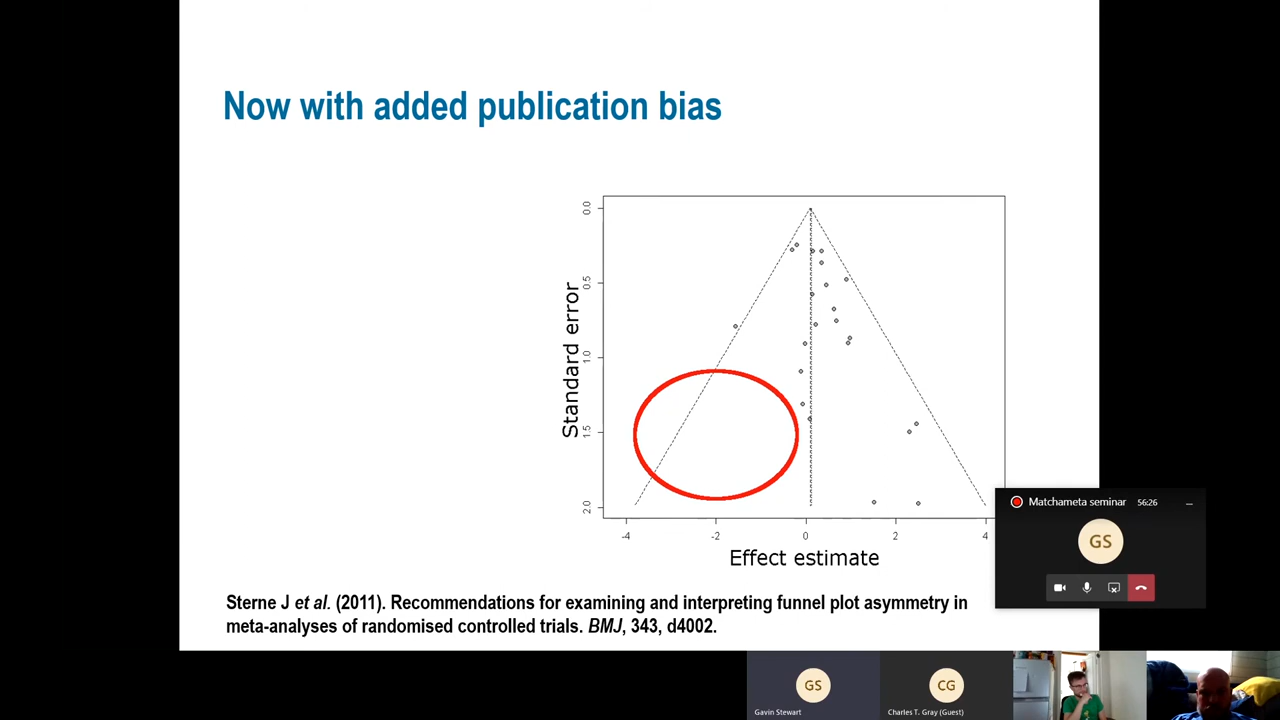 Now with added publication bias
0.0
0.5
1.0
1.5
2.0
Standard error
-4
-2
0
2
4
Effect estimate
Matchameta seminar 56:26
GS
Sterne J et al. (2011). Recommendations for examining and interpreting funnel plot asymmetry in
meta-analyses of randomised controlled trials. BMJ, 343, d4002.
GS
Gavin Stewart
CG
Charles T. Gray (Guest)